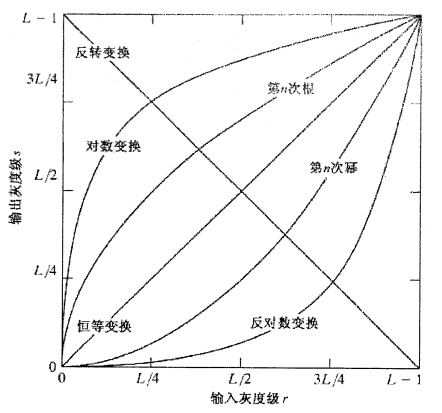 L − 1
反转变换
3L/4
第n次根
对数变换
输出灰度级 s
L/2
第n次幂
L/4
恒等变换
反对数变换
0
0
L/4
L/2
3L/4
L − 1
输入灰度级 r